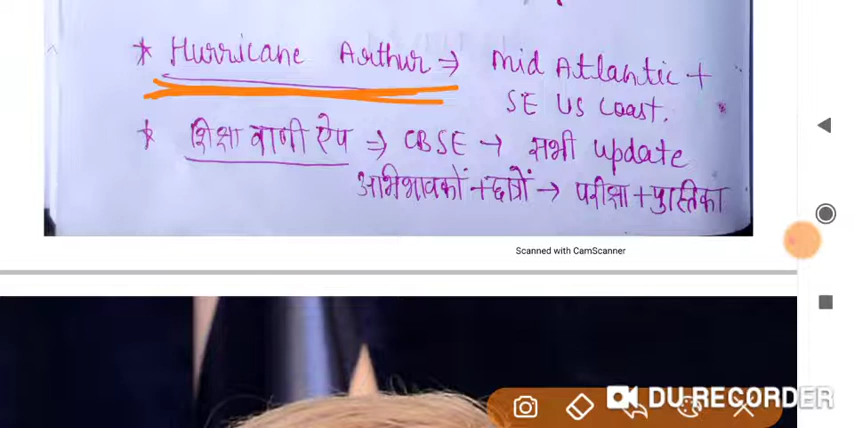 * Hurricane Arthur ⇒ Mid Atlantic +
SE US Coast.
* शिक्षा वाणी ऐप ⇒ CBSE → सभी update
अभिभावकों + छात्रों → परीक्षा + पुस्तिका
Scanned with CamScanner
DU RECORDER